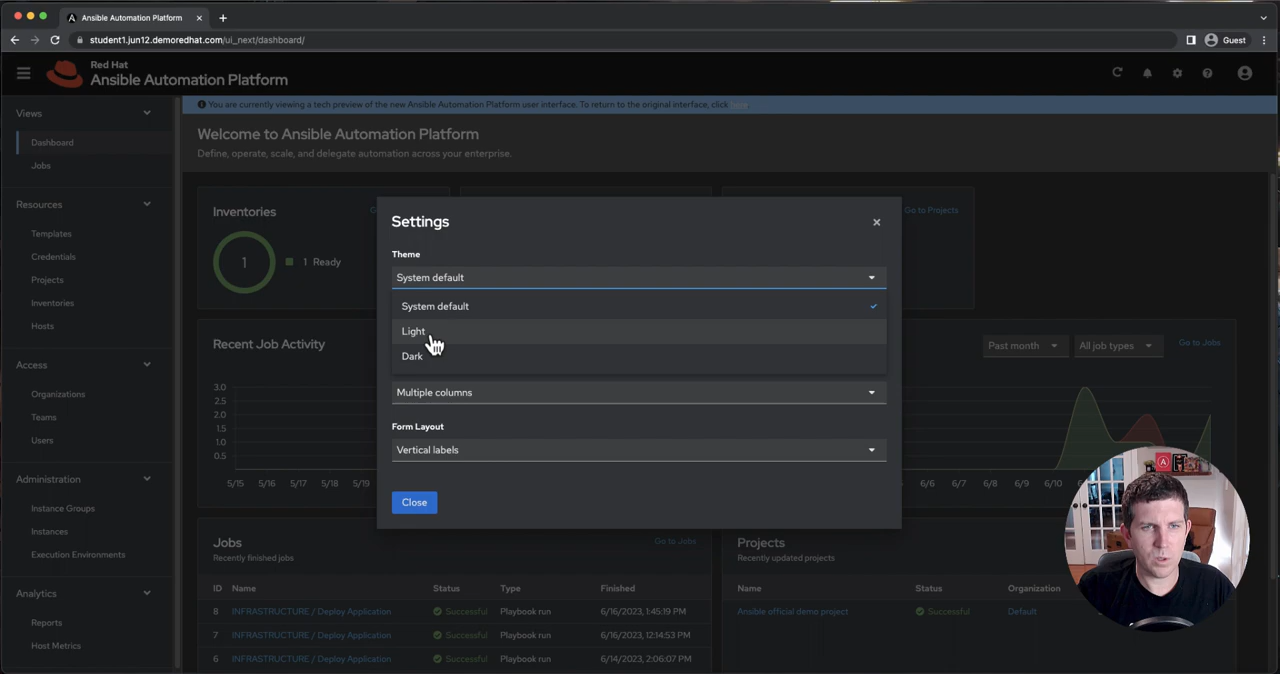 Ansible Automation Platform
student1.jun12.demoredhat.com/ui_next/dashboard/
Guest
Red Hat
Ansible Automation Platform
You are currently viewing a tech preview of the new Ansible Automation Platform user interface. To return to the original interface, click here.
Views
Dashboard
Jobs
Resources
Templates
Credentials
Projects
Inventories
Hosts
Access
Organizations
Teams
Users
Administration
Instance Groups
Instances
Execution Environments
Analytics
Reports
Host Metrics
Welcome to Ansible Automation Platform
Define, operate, scale, and delegate automation across your enterprise.
Inventories
1
1 Ready
Go to Projects
Settings
Theme
System default
System default
Light
Dark
Multiple columns
Form Layout
Vertical labels
Close
Recent Job Activity
Past month
All job types
Go to Jobs
3.0
2.5
2.0
1.5
1.0
0.5
5/15 5/16 5/17 5/18 5/19 6/6 6/7 6/8 6/9 6/10
Jobs
Go to Jobs
Recently finished jobs
ID Name Status Type Finished
8 INFRASTRUCTURE / Deploy Application Successful Playbook run 6/16/2023, 1:45:19 PM
7 INFRASTRUCTURE / Deploy Application Successful Playbook run 6/16/2023, 12:14:53 PM
6 INFRASTRUCTURE / Deploy Application Successful Playbook run 6/14/2023, 2:06:07 PM
Projects
Recently updated projects
Name Status Organization
Ansible official demo project Successful Default